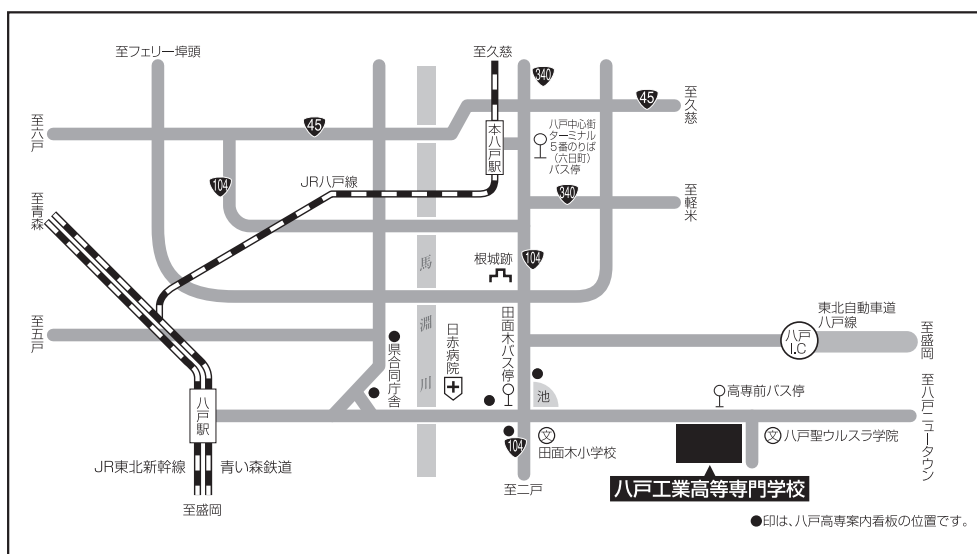 至フェリー埠頭
至久慈
340
45
至久慈
至六戸
45
本八戸駅
八戸中心街
ターミナル
5番のりば
(六日町)
バス停
104
JR八戸線
340
至軽米
至青森
馬淵川
根城跡
104
東北自動車道
八戸線
至五戸
県合同庁舎
日赤病院
田面木バス停
八戸
I.C
至盛岡
池
高専前バス停
至八戸ニュータウン
八戸駅
文
八戸聖ウルスラ学院
文
104
田面木小学校
JR東北新幹線
青い森鉄道
至二戸
八戸工業高等専門学校
至盛岡
●印は、八戸高専案内看板の位置です。